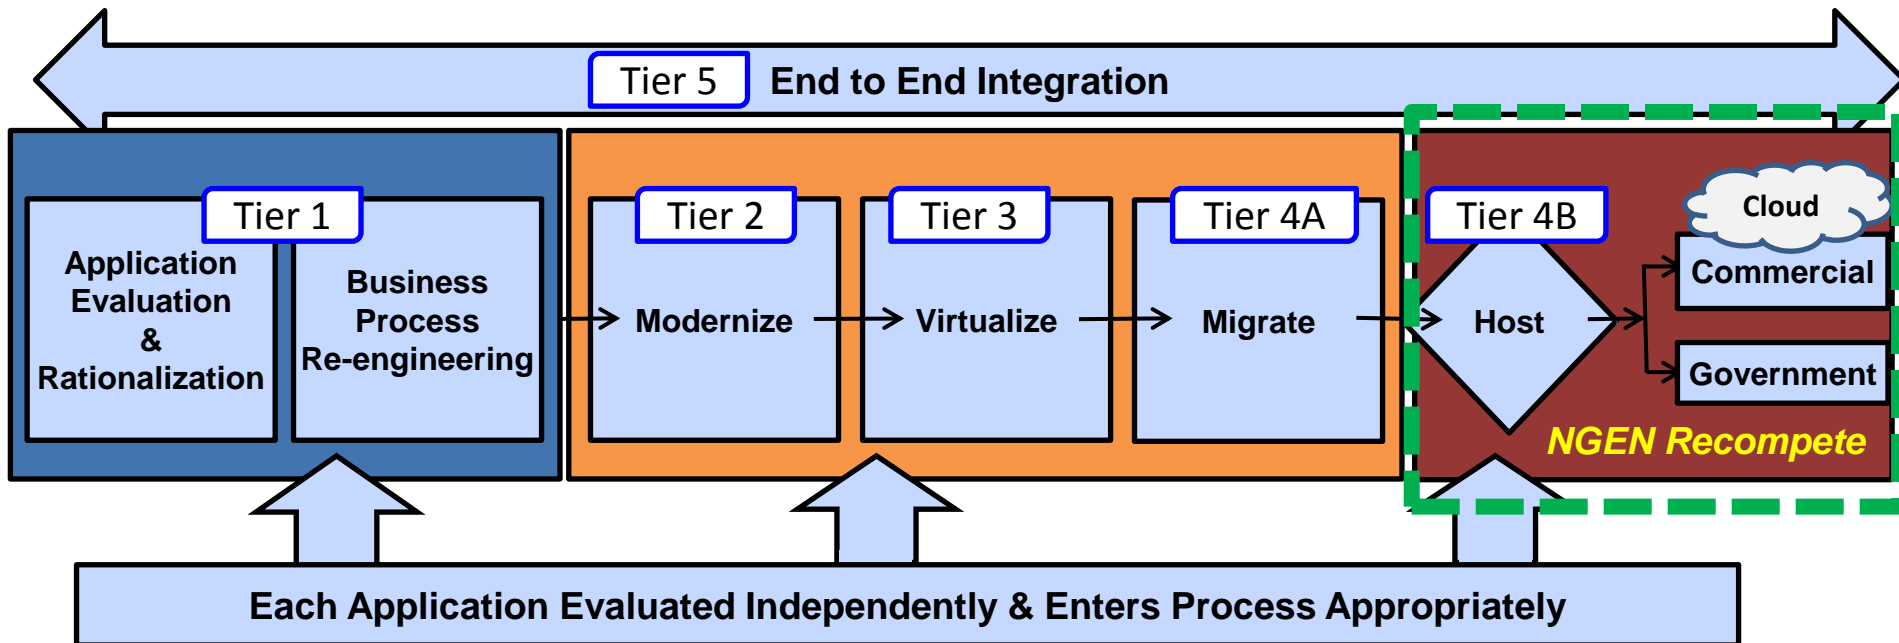 Tier 5 End to End Integration
Tier 1
Application
Evaluation
&
Rationalization
Business
Process
Re-engineering
Tier 2
Modernize
Tier 3
Virtualize
Tier 4A
Migrate
Tier 4B
Host
Cloud
Commercial
Government
NGEN Recompete
Each Application Evaluated Independently & Enters Process Appropriately